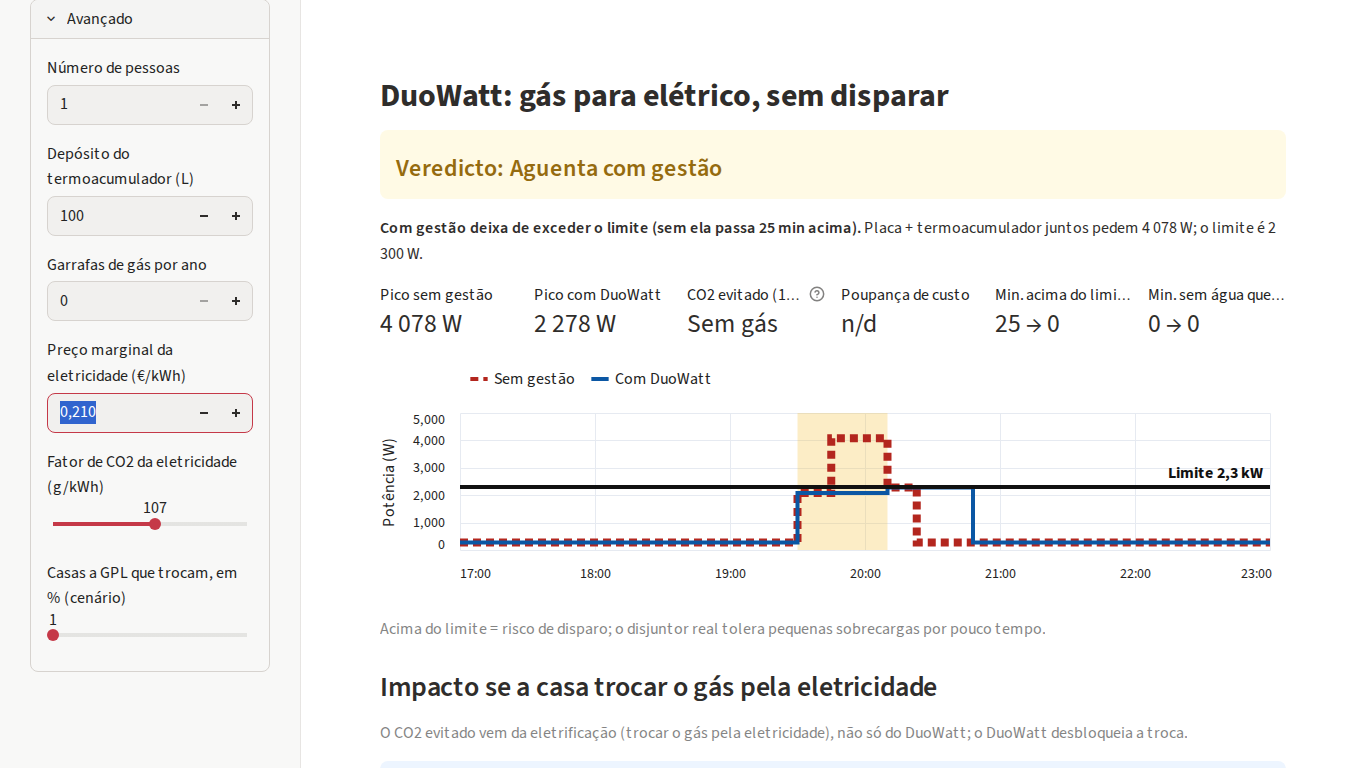 Avançado
Número de pessoas
1
Depósito do
termoacumulador (L)
100
Garrafas de gás por ano
0
Preço marginal da
eletricidade (€/kWh)
0,210
Fator de CO2 da eletricidade
(g/kWh)
107
Casas a GPL que trocam, em
% (cenário)
1
DuoWatt: gás para elétrico, sem disparar
Veredicto: Aguenta com gestão
Com gestão deixa de exceder o limite (sem ela passa 25 min acima). Placa + termoacumulador juntos pedem 4 078 W; o limite é 2
300 W.
Pico sem gestão
4 078 W
Pico com DuoWatt
2 278 W
CO2 evitado (1…
Sem gás
Poupança de custo
n/d
Min. acima do limi…
25 → 0
Min. sem água que…
0 → 0
Sem gestão
Com DuoWatt
Potência (W)
5,000
4,000
3,000
2,000
1,000
0
Limite 2,3 kW
17:00 18:00 19:00 20:00 21:00 22:00 23:00
Acima do limite = risco de disparo; o disjuntor real tolera pequenas sobrecargas por pouco tempo.
Impacto se a casa trocar o gás pela eletricidade
O CO2 evitado vem da eletrificação (trocar o gás pela eletricidade), não só do DuoWatt; o DuoWatt desbloqueia a troca.